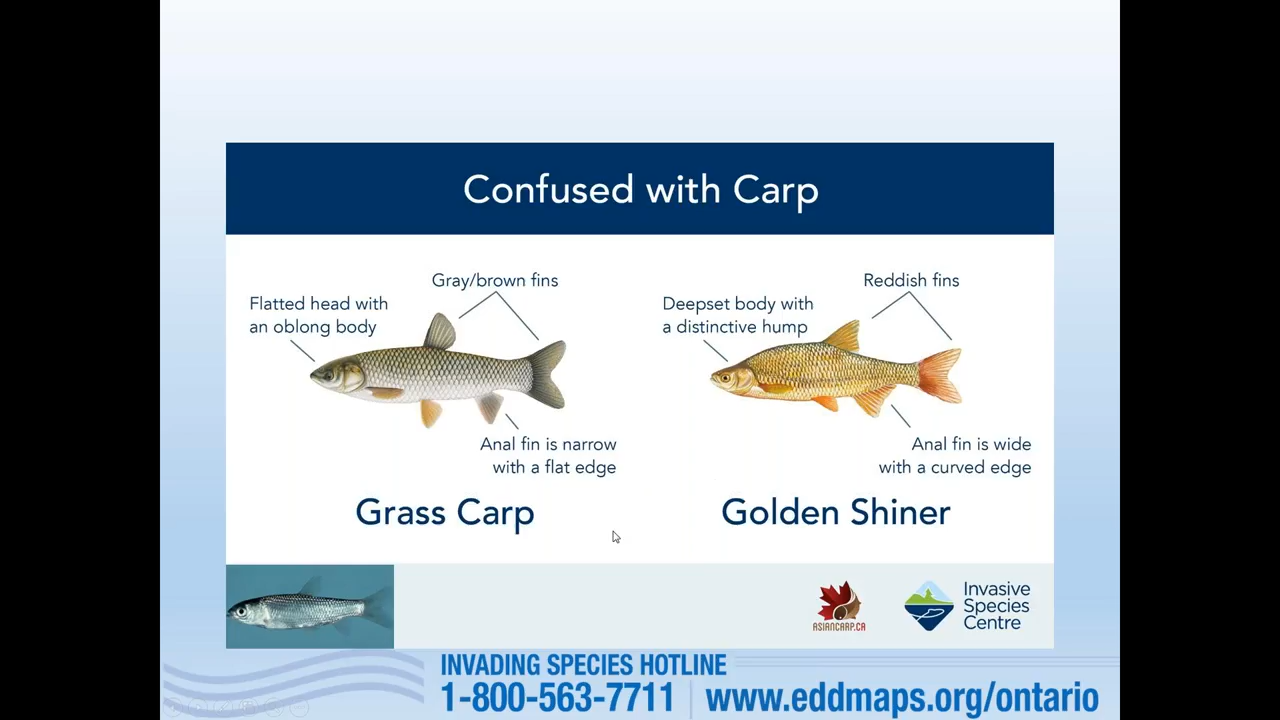 Confused with Carp
Gray/brown fins
Flatted head with
an oblong body
Anal fin is narrow
with a flat edge
Grass Carp
Reddish fins
Deepset body with
a distinctive hump
Anal fin is wide
with a curved edge
Golden Shiner
ASIANCARP.CA
Invasive
Species
Centre
INVADING SPECIES HOTLINE
1-800-563-7711 www.eddmaps.org/ontario